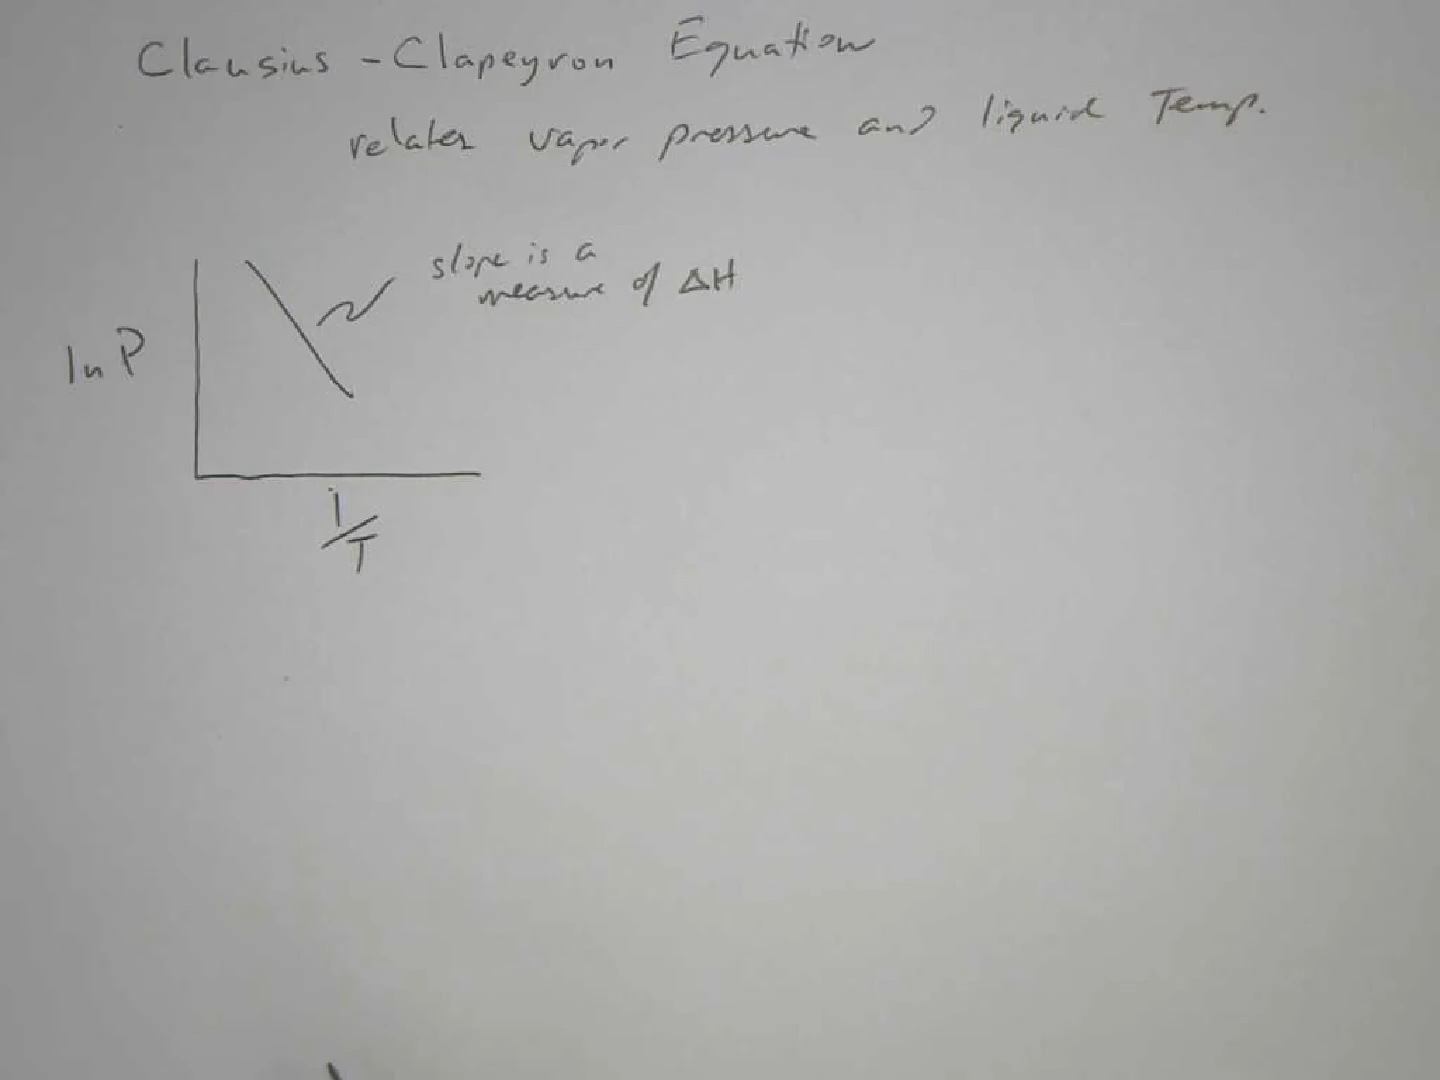 Clausius - Clapeyron Equation
relates vapor pressure and liquid Temp.
slope is a
measure of ΔH
ln P
1/T